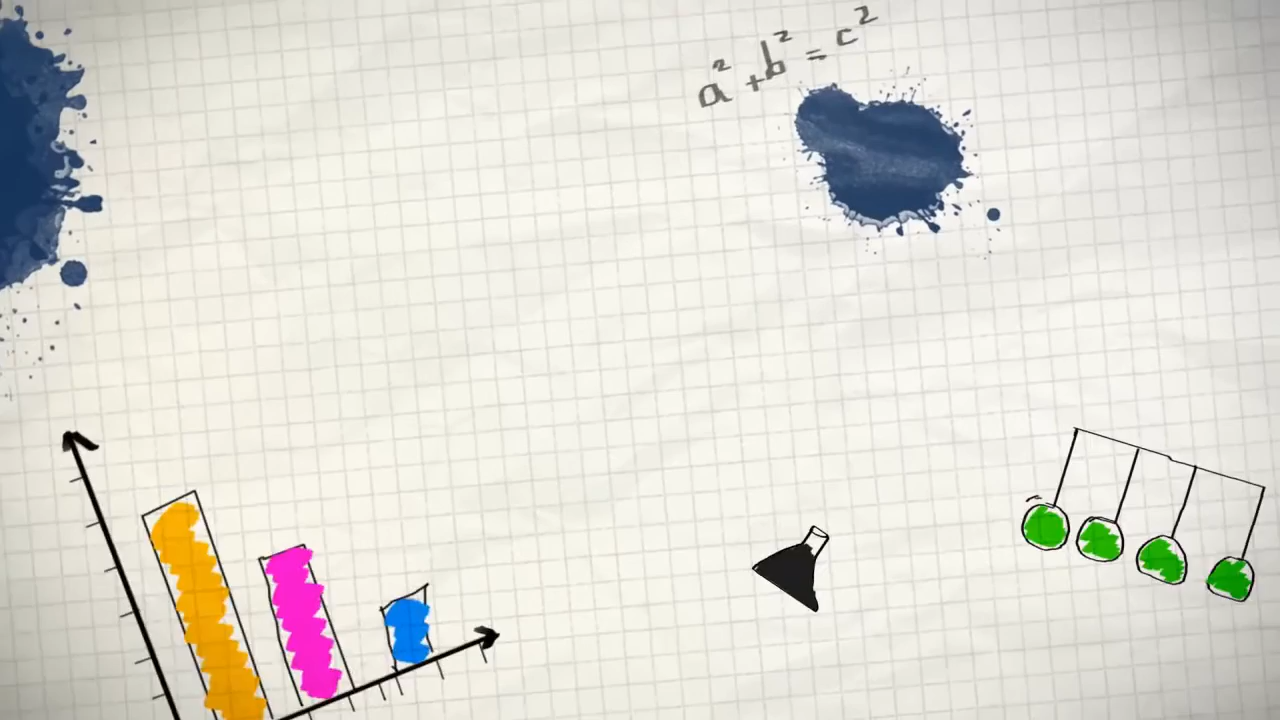 a² + b² = c²